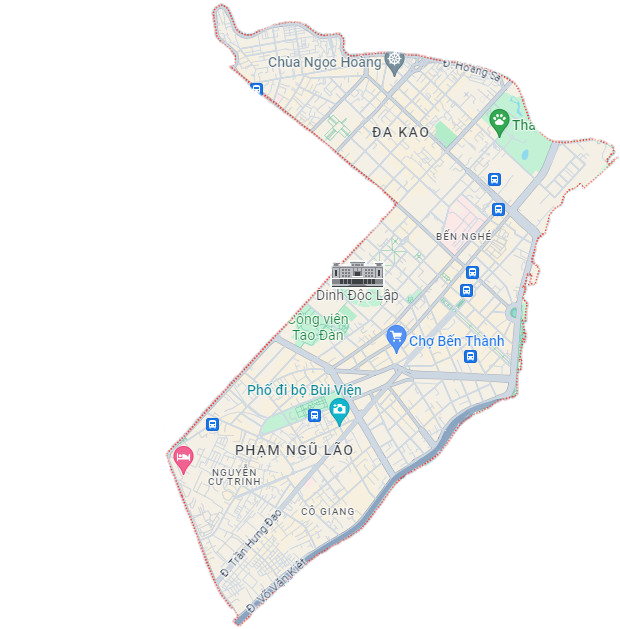 Chùa Ngọc Hoàng
Đ. Hoàng Sa
ĐA KAO
BẾN NGHÉ
Dinh Độc Lập
Công viên
Tao Đàn
Chợ Bến Thành
Phố đi bộ Bùi Viện
PHẠM NGŨ LÃO
NGUYỄN
CƯ TRINH
CÔ GIANG
Đ. Trần Hưng Đạo
Đ. Võ Văn Kiệt